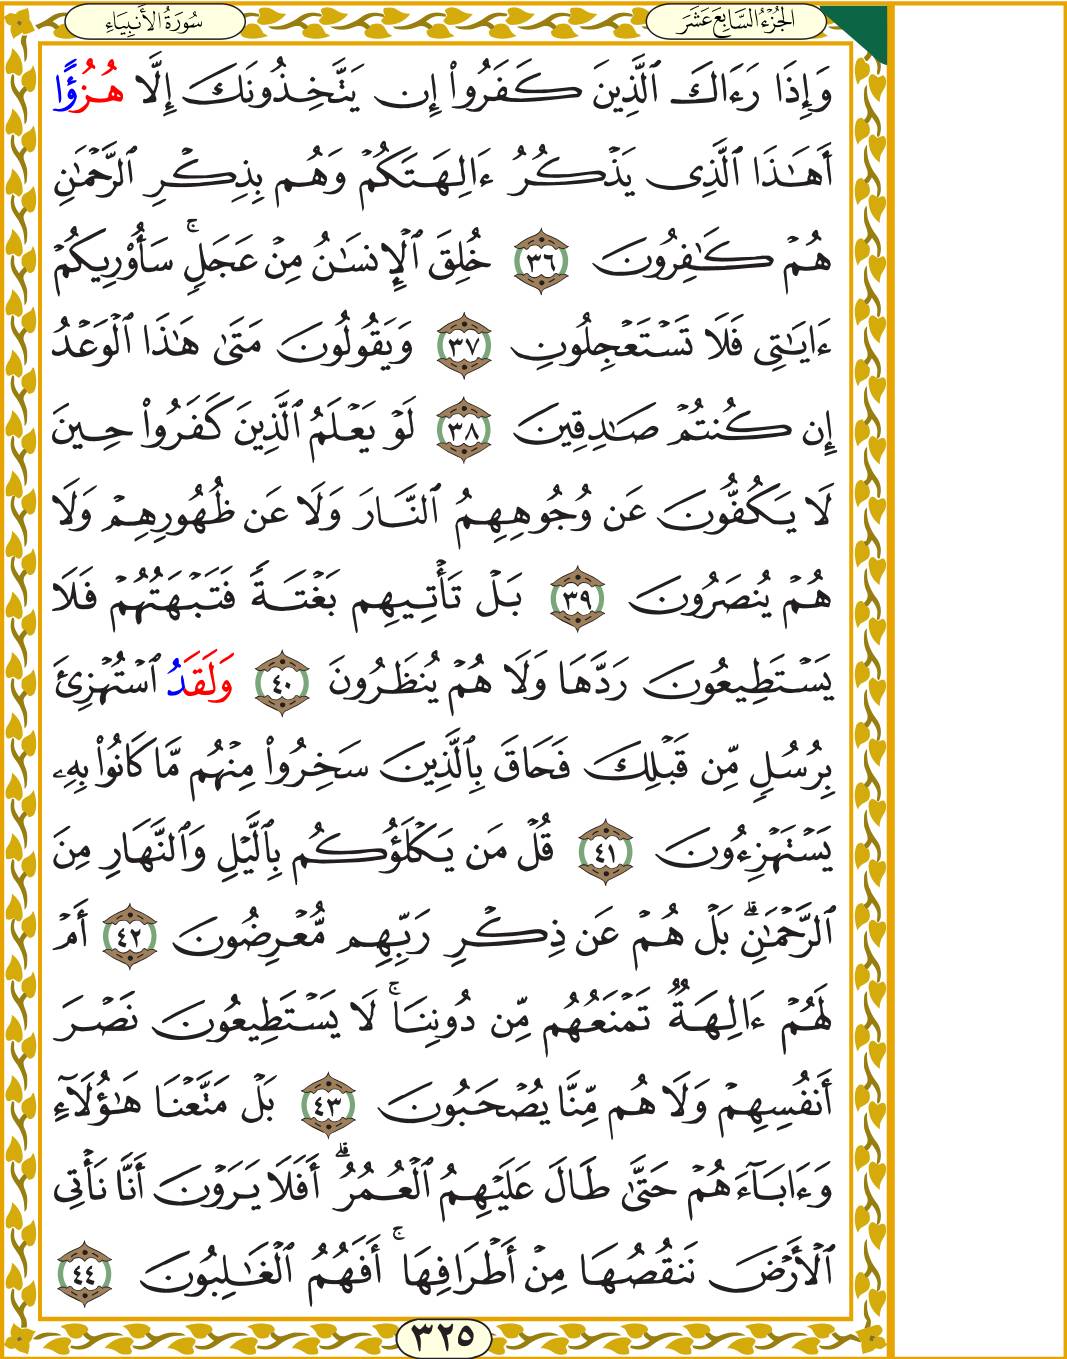 الجُزْءُ السَّابِعَ عَشَرَ
سُورَةُ الأَنبِيَاءِ
وَإِذَا رَءَاكَ ٱلَّذِينَ كَفَرُواْ إِن يَتَّخِذُونَكَ إِلَّا هُزُؤًا
أَهَٰذَا ٱلَّذِى يَذْكُرُ ءَالِهَتَكُمْ وَهُم بِذِكْرِ ٱلرَّحْمَٰنِ
هُمْ كَٰفِرُونَ ٣٦ خُلِقَ ٱلْإِنسَٰنُ مِنْ عَجَلٍۚ سَأُوْرِيكُمْ
ءَايَٰتِى فَلَا تَسْتَعْجِلُونِ ٣٧ وَيَقُولُونَ مَتَىٰ هَٰذَا ٱلْوَعْدُ
إِن كُنتُمْ صَٰدِقِينَ ٣٨ لَوْ يَعْلَمُ ٱلَّذِينَ كَفَرُواْ حِينَ
لَا يَكُفُّونَ عَن وُجُوهِهِمُ ٱلنَّارَ وَلَا عَن ظُهُورِهِمْ وَلَا
هُمْ يُنصَرُونَ ٣٩ بَلْ تَأْتِيهِم بَغْتَةً فَتَبْهَتُهُمْ فَلَا
يَسْتَطِيعُونَ رَدَّهَا وَلَا هُمْ يُنظَرُونَ ٤٠ وَلَقَدُ ٱسْتُهْزِئَ
بِرُسُلٍ مِّن قَبْلِكَ فَحَاقَ بِٱلَّذِينَ سَخِرُواْ مِنْهُم مَّا كَانُواْ بِهِۦ
يَسْتَهْزِءُونَ ٤١ قُلْ مَن يَكْلَؤُكُم بِٱلَّيْلِ وَٱلنَّهَارِ مِنَ
ٱلرَّحْمَٰنِۗ بَلْ هُمْ عَن ذِكْرِ رَبِّهِم مُّعْرِضُونَ ٤٢ أَمْ
لَهُمْ ءَالِهَةٌ تَمْنَعُهُم مِّن دُونِنَاۚ لَا يَسْتَطِيعُونَ نَصْرَ
أَنفُسِهِمْ وَلَا هُم مِّنَّا يُصْحَبُونَ ٤٣ بَلْ مَتَّعْنَا هَٰؤُلَآءِ
وَءَابَآءَهُمْ حَتَّىٰ طَالَ عَلَيْهِمُ ٱلْعُمُرُۗ أَفَلَا يَرَوْنَ أَنَّا نَأْتِى
ٱلْأَرْضَ نَنقُصُهَا مِنْ أَطْرَافِهَاۚ أَفَهُمُ ٱلْغَٰلِبُونَ ٤٤
٣٢٥